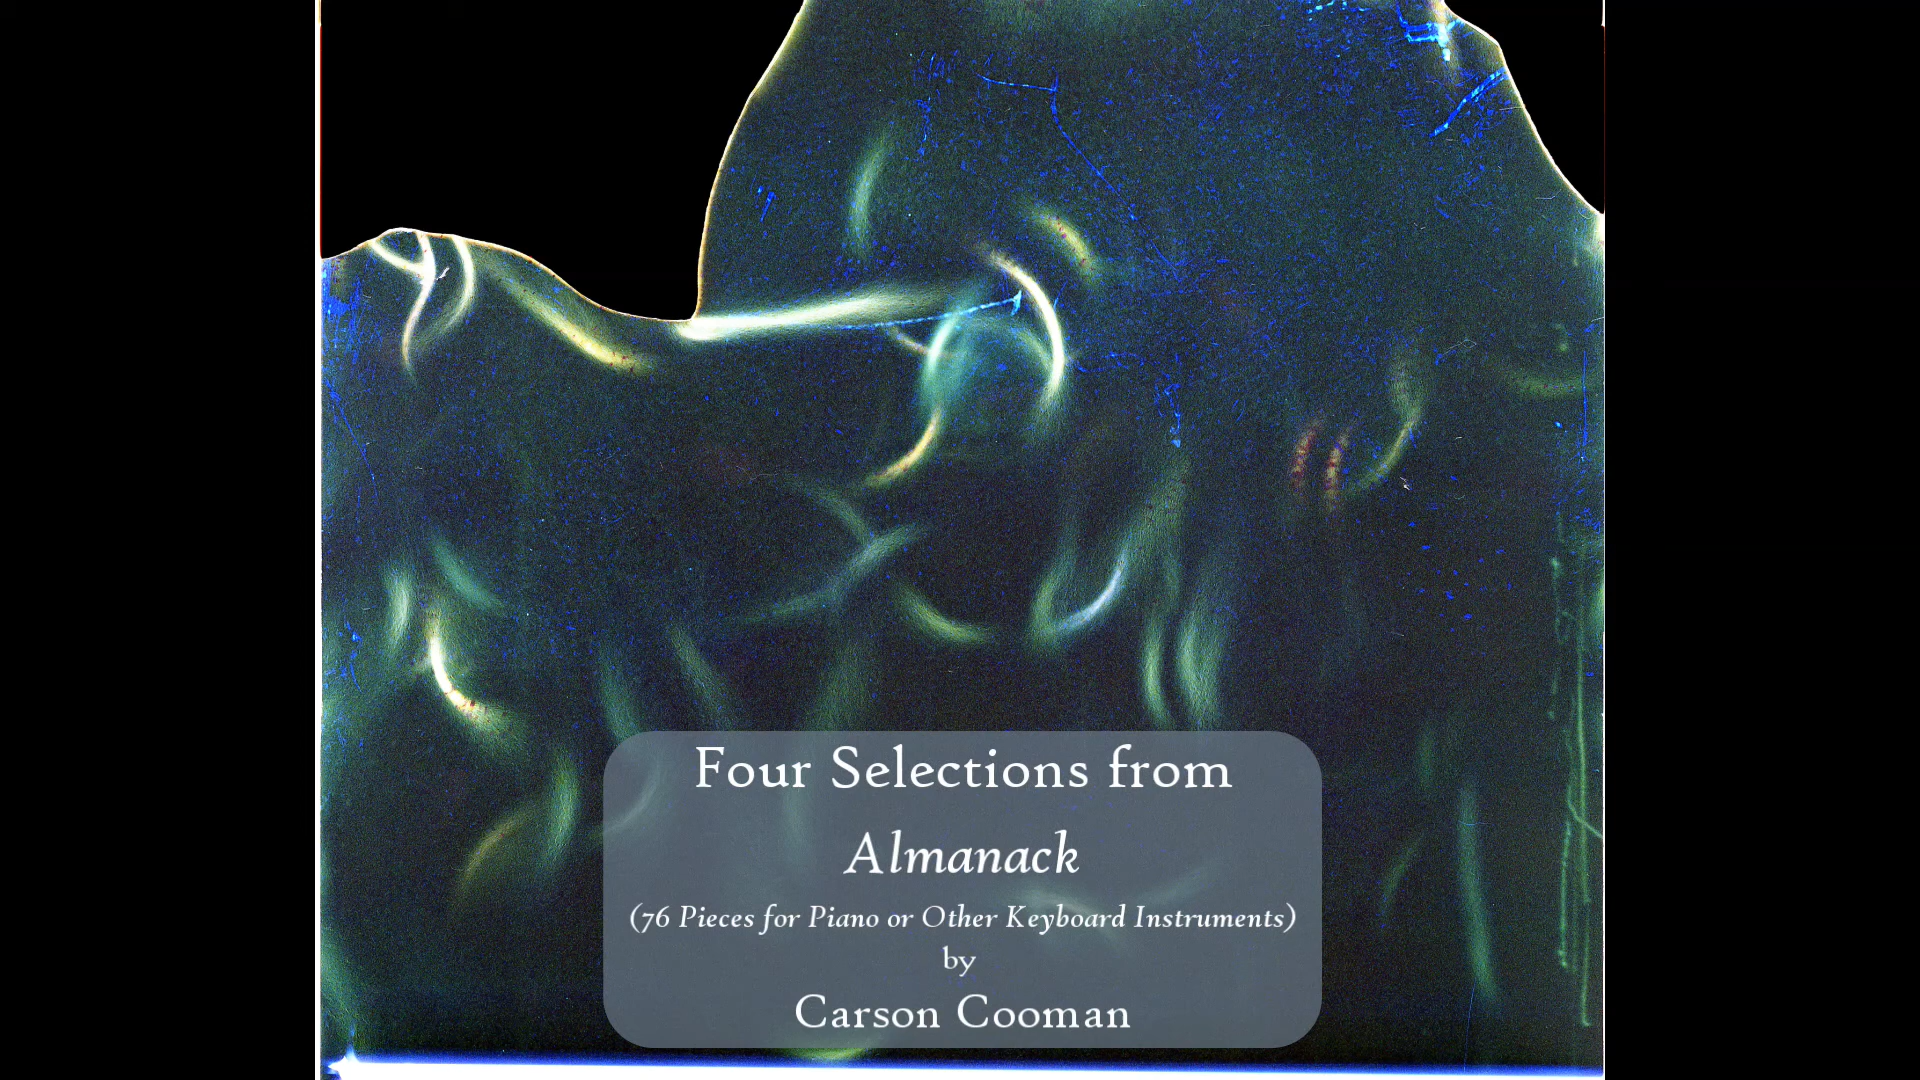 Four Selections from
Almanack
(76 Pieces for Piano or Other Keyboard Instruments)
by
Carson Cooman